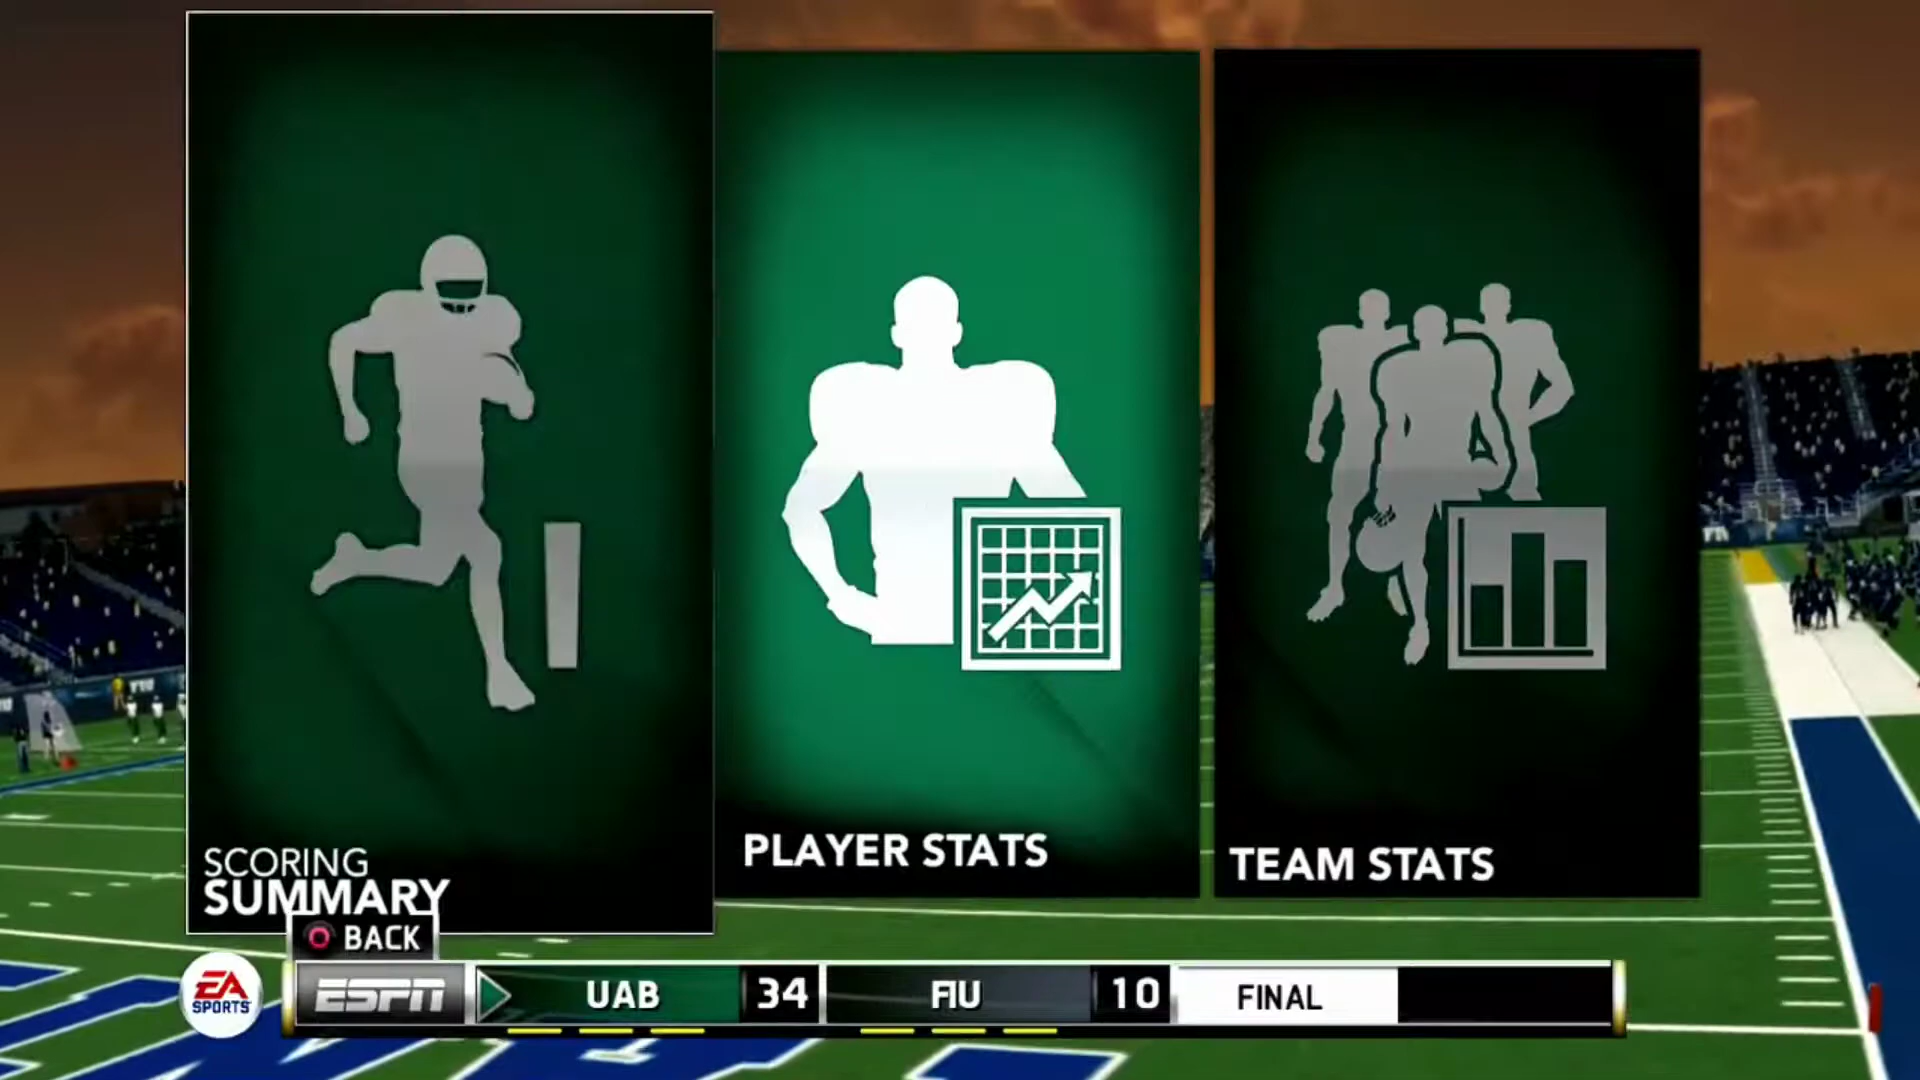 SCORING
SUMMARY
PLAYER STATS
TEAM STATS
BACK
EA
SPORTS
ESPN
UAB 34 FIU 10 FINAL